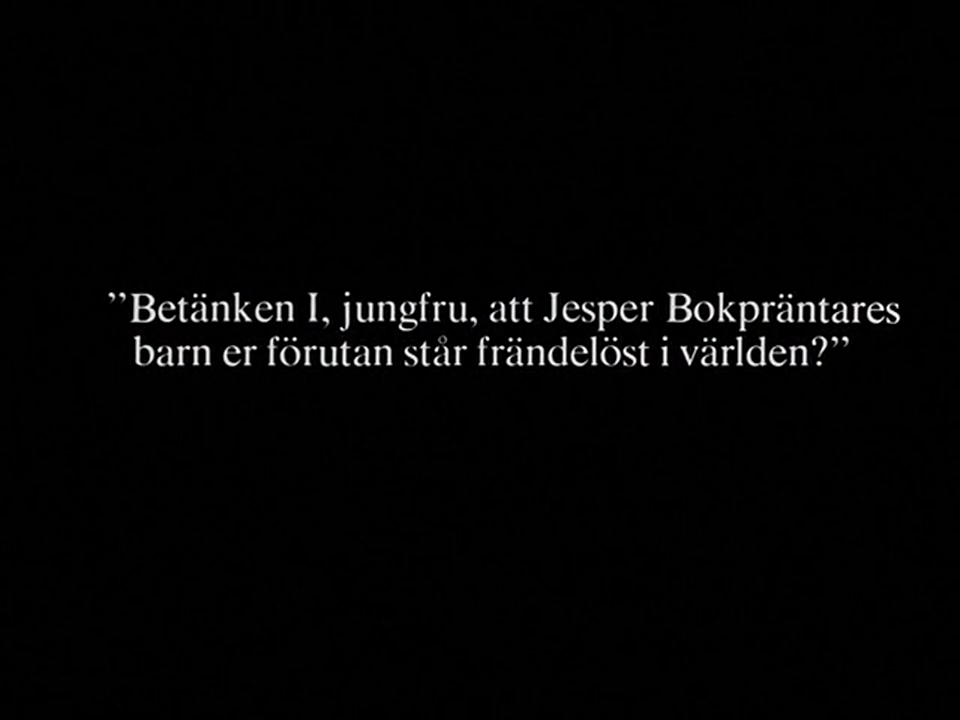 ”Betänken I, jungfru, att Jesper Bokpräntares
barn er förutan står frändelöst i världen?”